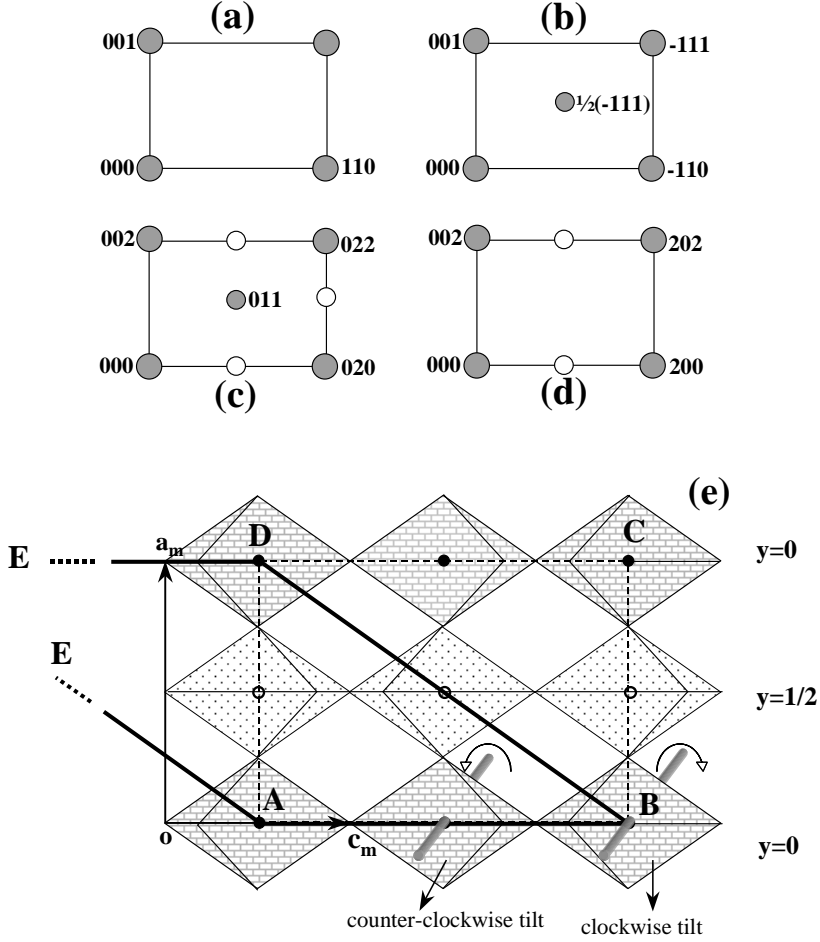 (a)
001
000
110
(b)
001
-111
½(-111)
000
-110
002
022
011
000
020
(c)
002
202
000
200
(d)
(e)
D
C
E
a_m
y=0
E
y=1/2
A
B
o
c_m
y=0
counter-clockwise tilt
clockwise tilt